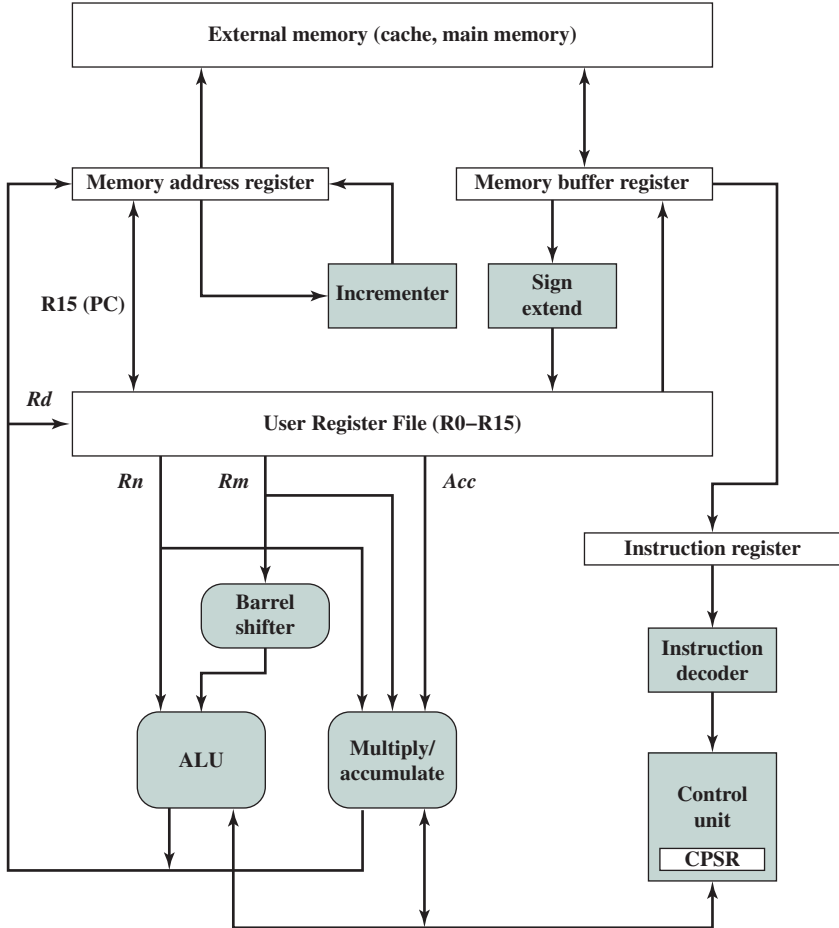 External memory (cache, main memory)
Memory address register
Memory buffer register
Incrementer
Sign
extend
R15 (PC)
Rd
User Register File (R0–R15)
Rn
Rm
Acc
Instruction register
Barrel
shifter
Instruction
decoder
ALU
Multiply/
accumulate
Control
unit
CPSR